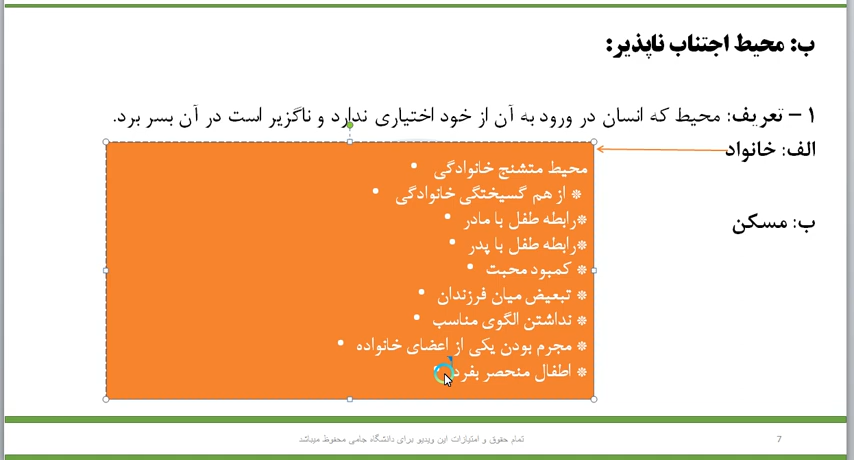 ب: محیط اجتناب ناپذیر:
۱ – تعریف: محیط که انسان در ورود به آن از خود اختیاری ندارد و ناگزیر است در آن بسر برد.
الف: خانواد
محیط متشنج خانوادگی •
❊ از هم گسیختگی خانوادگی •
❊رابطه طفل با مادر •
❊رابطه طفل با پدر •
❊ کمبود محبت •
❊ تبعیض میان فرزندان •
❊ نداشتن الگوی مناسب •
❊ مجرم بودن یکی از اعضای خانواده •
❊ اطفال منحصر بفرد
ب: مسکن
تمام حقوق و امتیازات این ویدیو برای دانشگاه جامی محفوظ میباشد
7